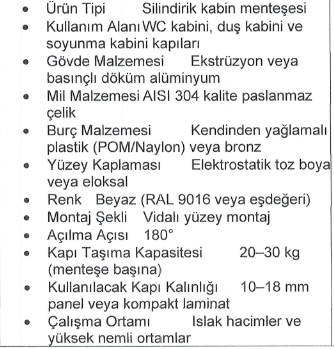 • Ürün Tipi Silindirik kabin menteşesi
• Kullanım Alanı WC kabini, duş kabini ve
soyunma kabini kapıları
• Gövde Malzemesi Ekstrüzyon veya
basınçlı döküm alüminyum
• Mil Malzemesi AISI 304 kalite paslanmaz
çelik
• Burç Malzemesi Kendinden yağlamalı
plastik (POM/Naylon) veya bronz
• Yüzey Kaplaması Elektrostatik toz boya
veya eloksal
• Renk Beyaz (RAL 9016 veya eşdeğeri)
• Montaj Şekli Vidalı yüzey montaj
• Açılma Açısı 180°
• Kapı Taşıma Kapasitesi 20–30 kg
(menteşe başına)
• Kullanılacak Kapı Kalınlığı 10–18 mm
panel veya kompakt laminat
• Çalışma Ortamı Islak hacimler ve
yüksek nemli ortamlar